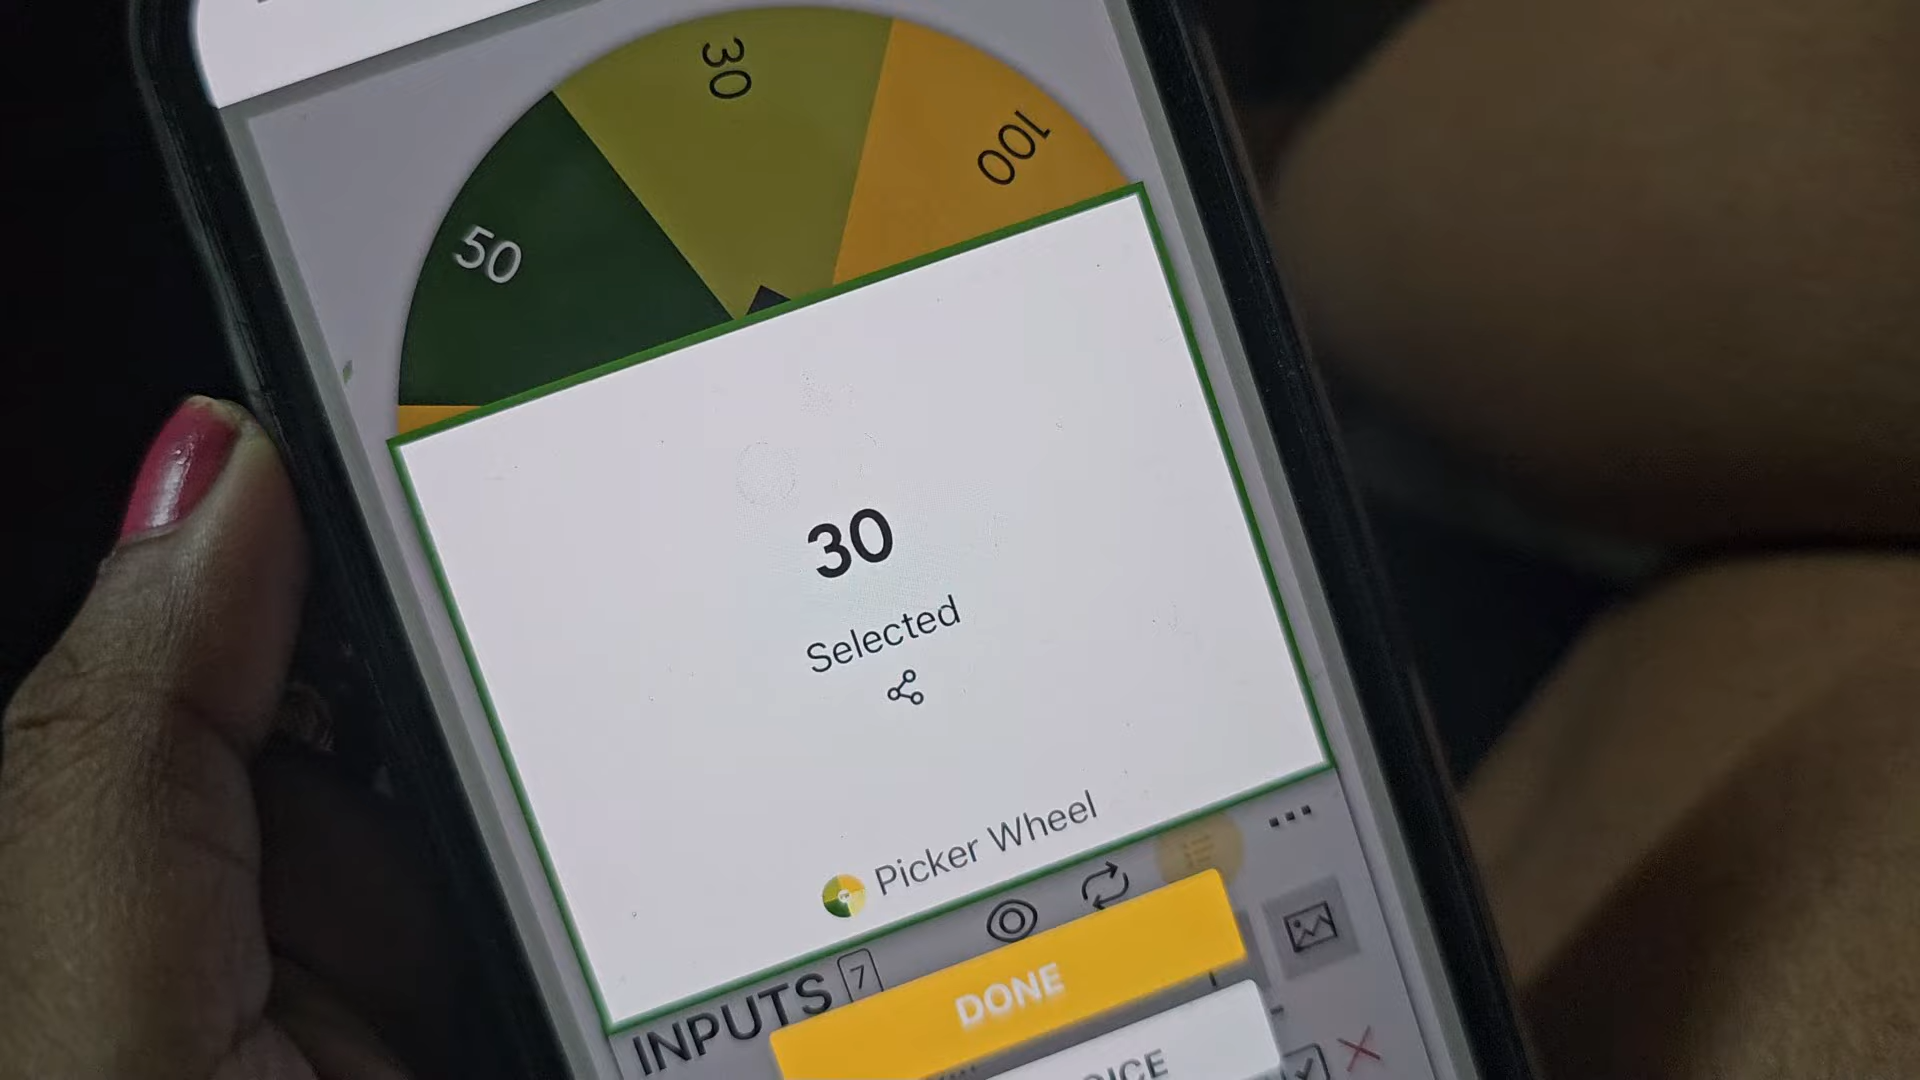 30
100
50
30
Selected
Picker Wheel
INPUTS 7
DONE